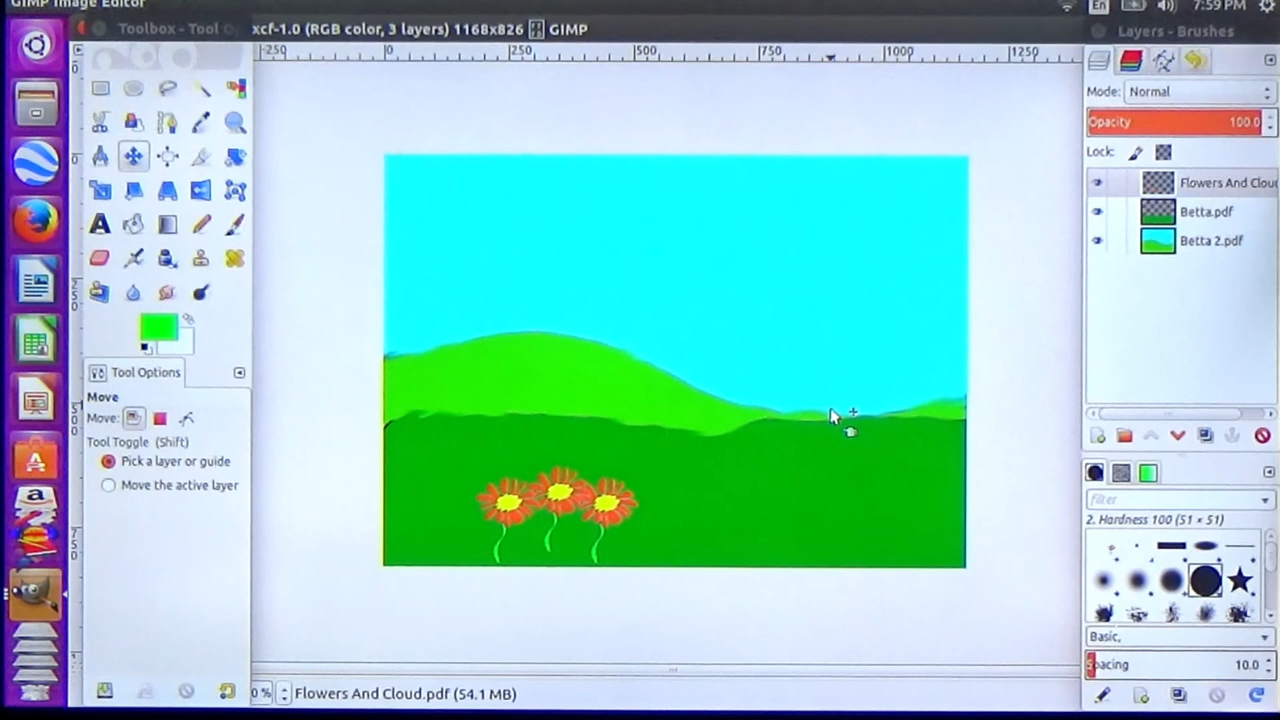 GIMP Image Editor
En
7:59 PM
Toolbox - Tool O
xcf-1.0 (RGB color, 3 layers) 1168x826
GIMP
Layers - Brushes
-250
0
250
500
750
1000
1250
Mode: Normal
Opacity 100.0
Lock:
Flowers And Clou
Betta.pdf
Betta 2.pdf
Tool Options
Move
Move:
Tool Toggle (Shift)
Pick a layer or guide
Move the active layer
filter
2. Hardness 100 (51 × 51)
Basic,
Spacing 10.0
0 %
Flowers And Cloud.pdf (54.1 MB)